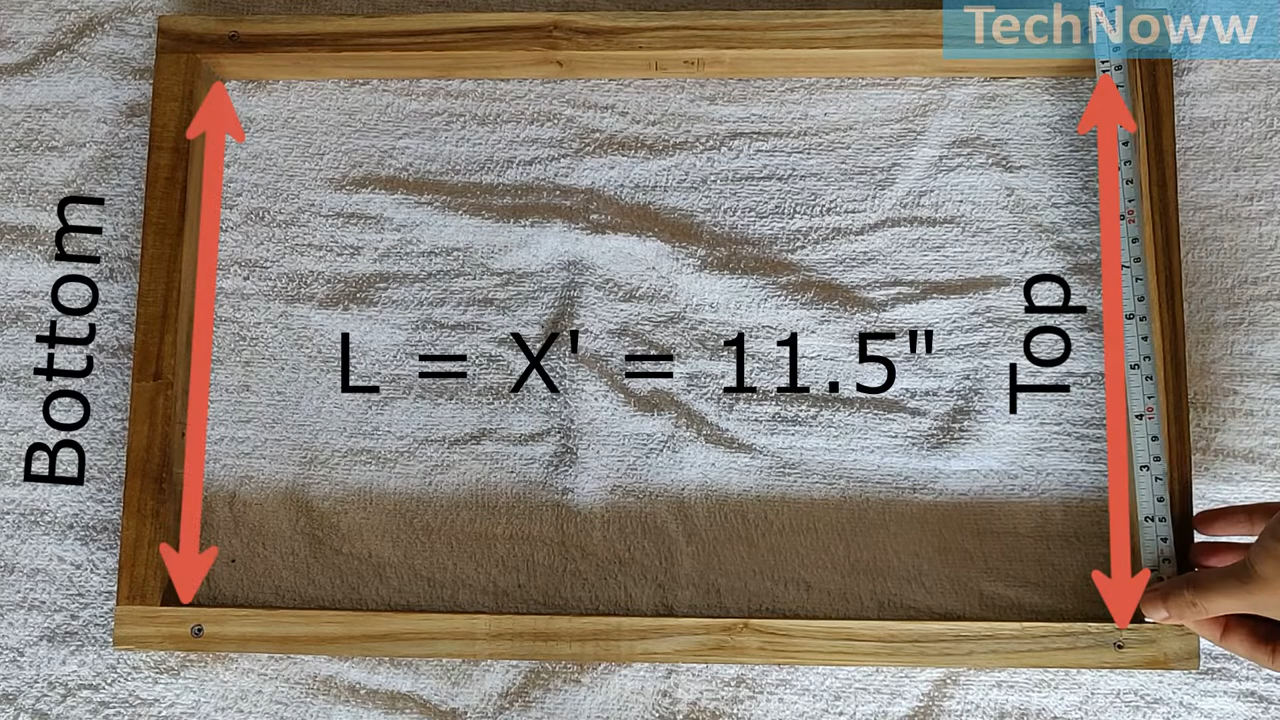 TechNoww
Bottom
L = X' = 11.5"
Top